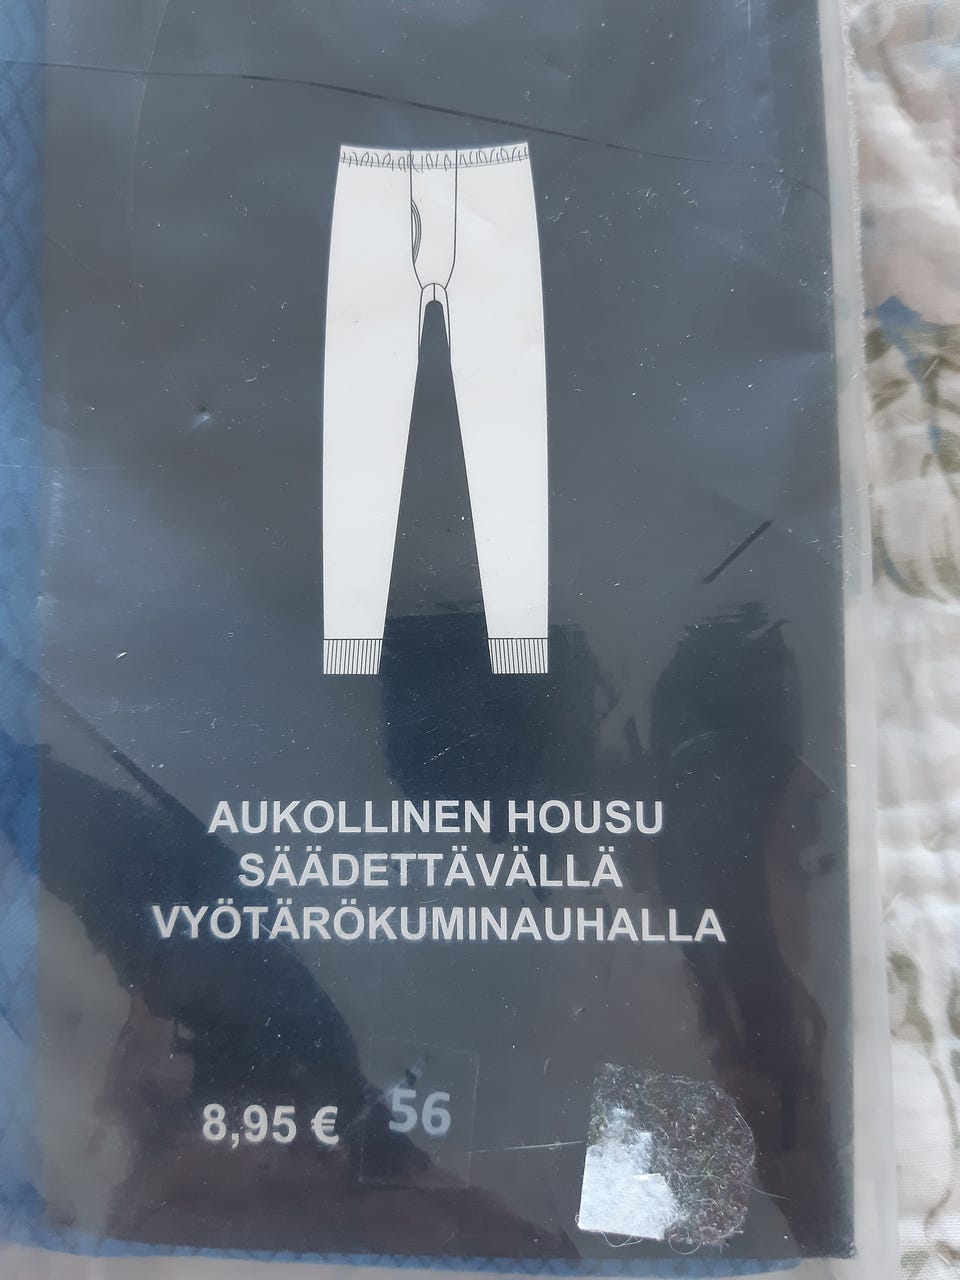 AUKOLLINEN HOUSU
SÄÄDETTÄVÄLLÄ
VYÖTÄRÖKUMINAUHALLA
8,95 € 56